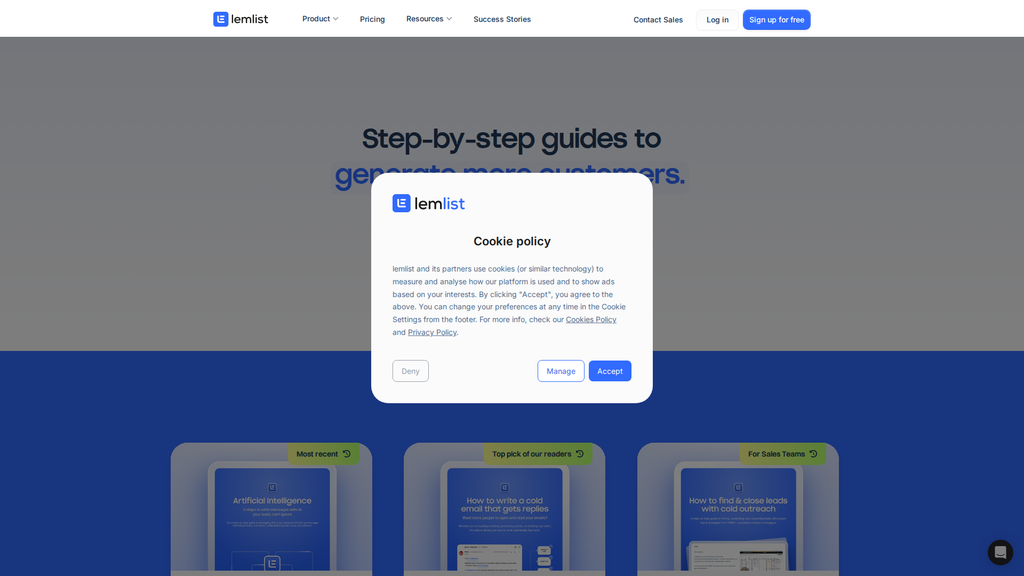 lemlist
Product
Pricing
Resources
Success Stories
Contact Sales
Log in
Sign up for free
Step-by-step guides to
generate more customers.
lemlist
Cookie policy
lemlist and its partners use cookies (or similar technology) to
measure and analyse how our platform is used and to show ads
based on your interests. By clicking "Accept", you agree to the
above. You can change your preferences at any time in the Cookie
Settings from the footer. For more info, check our Cookies Policy
and Privacy Policy.
Deny
Manage
Accept
Most recent
Artificial Intelligence
Top pick of our readers
How to write a cold
email that gets replies
For Sales Teams
How to find & close leads
with cold outreach